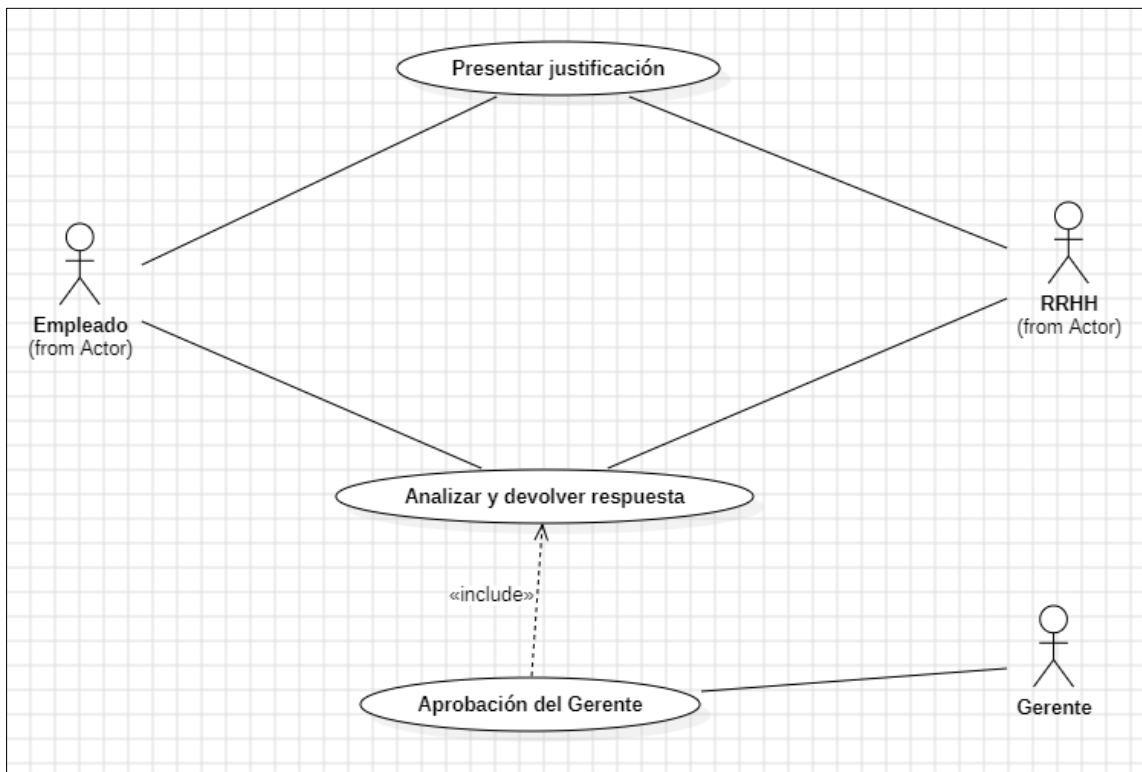 Presentar justificación
Empleado
(from Actor)
RRHH
(from Actor)
Analizar y devolver respuesta
«include»
Aprobación del Gerente
Gerente